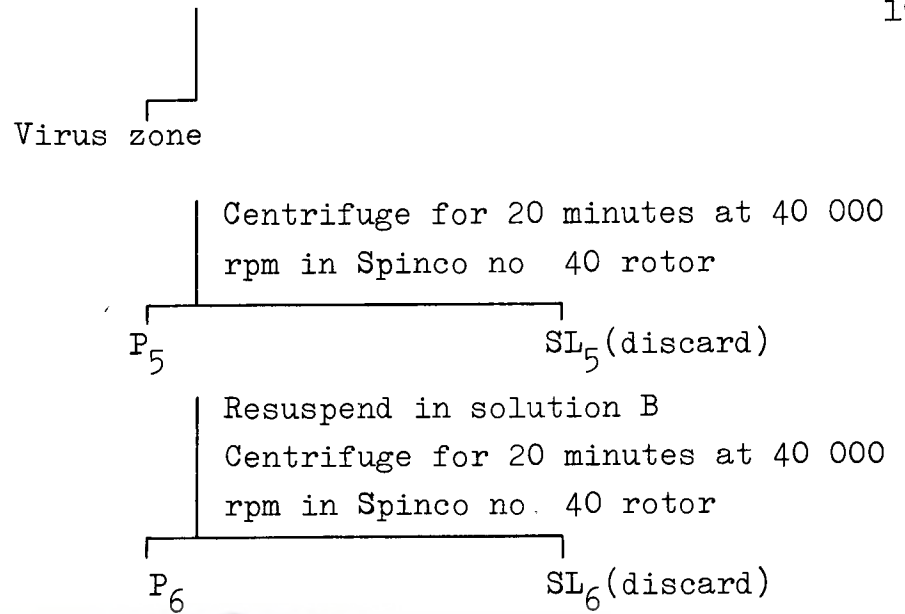 Virus zone
Centrifuge for 20 minutes at 40 000
rpm in Spinco no 40 rotor
P5 SL5(discard)
Resuspend in solution B
Centrifuge for 20 minutes at 40 000
rpm in Spinco no. 40 rotor
P6 SL6(discard)